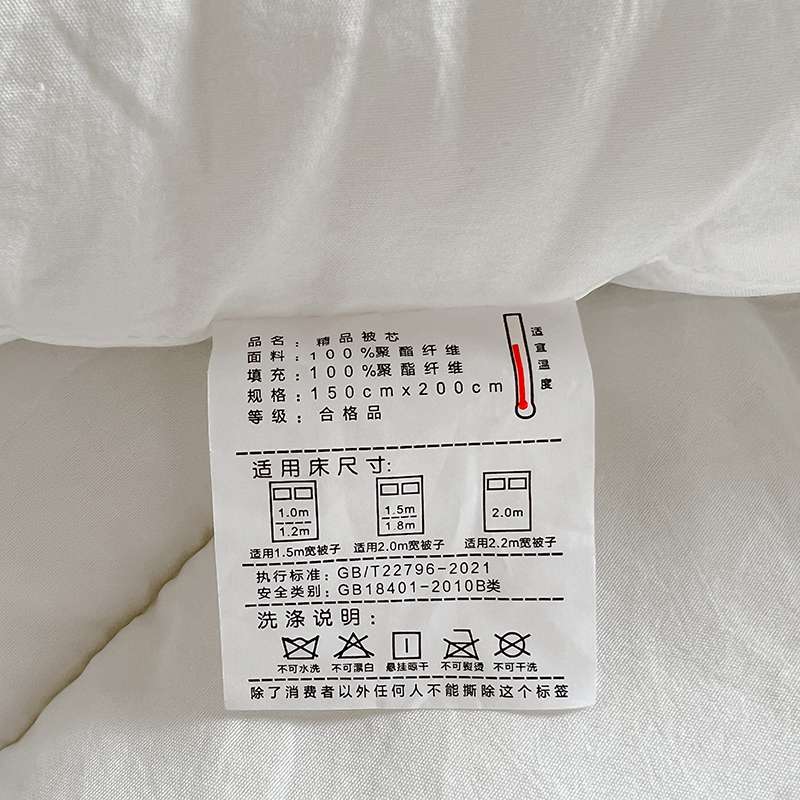 品名：精品被芯
面料：100%聚酯纤维
填充：100%聚酯纤维
规格：150cmx200cm
等级：合格品
适宜温度
适用床尺寸:
1.0m
1.2m
1.5m
1.8m
2.0m
适用1.5m宽被子 适用2.0m宽被子 适用2.2m宽被子
执行标准：GB/T22796-2021
安全类别：GB18401-2010B类
洗涤说明：
不可水洗 不可漂白 悬挂晾干 不可熨烫 不可干洗
除了消费者以外任何人不能撕除这个标签